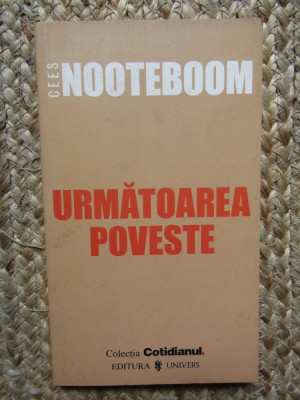 CEES NOOTEBOOM
URMĂTOAREA
POVESTE
Colecția Cotidianul.
EDITURA UNIVERS